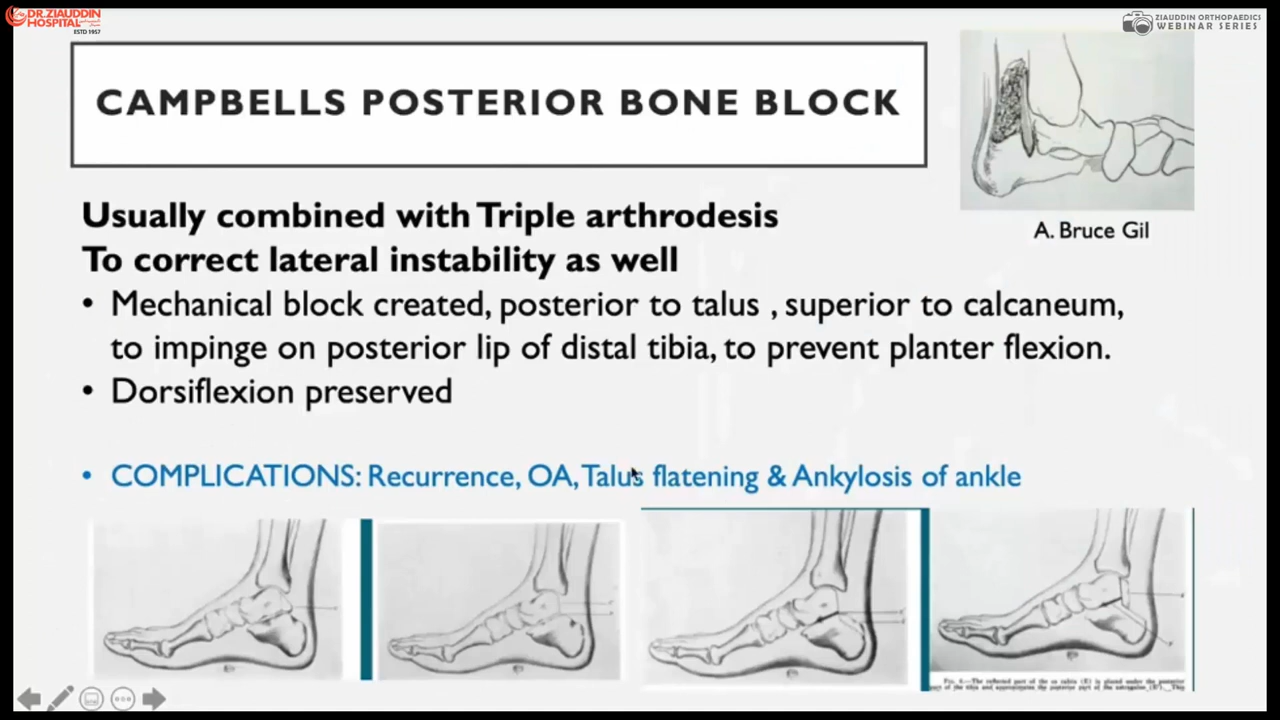 DR.ZIAUDDIN
HOSPITAL
ESTD 1957
ZIAUDDIN ORTHOPAEDICS
WEBINAR SERIES
CAMPBELLS POSTERIOR BONE BLOCK
A. Bruce Gil
Usually combined with Triple arthrodesis
To correct lateral instability as well
• Mechanical block created, posterior to talus , superior to calcaneum,
to impinge on posterior lip of distal tibia, to prevent planter flexion.
• Dorsiflexion preserved
• COMPLICATIONS: Recurrence, OA, Talus flatening & Ankylosis of ankle